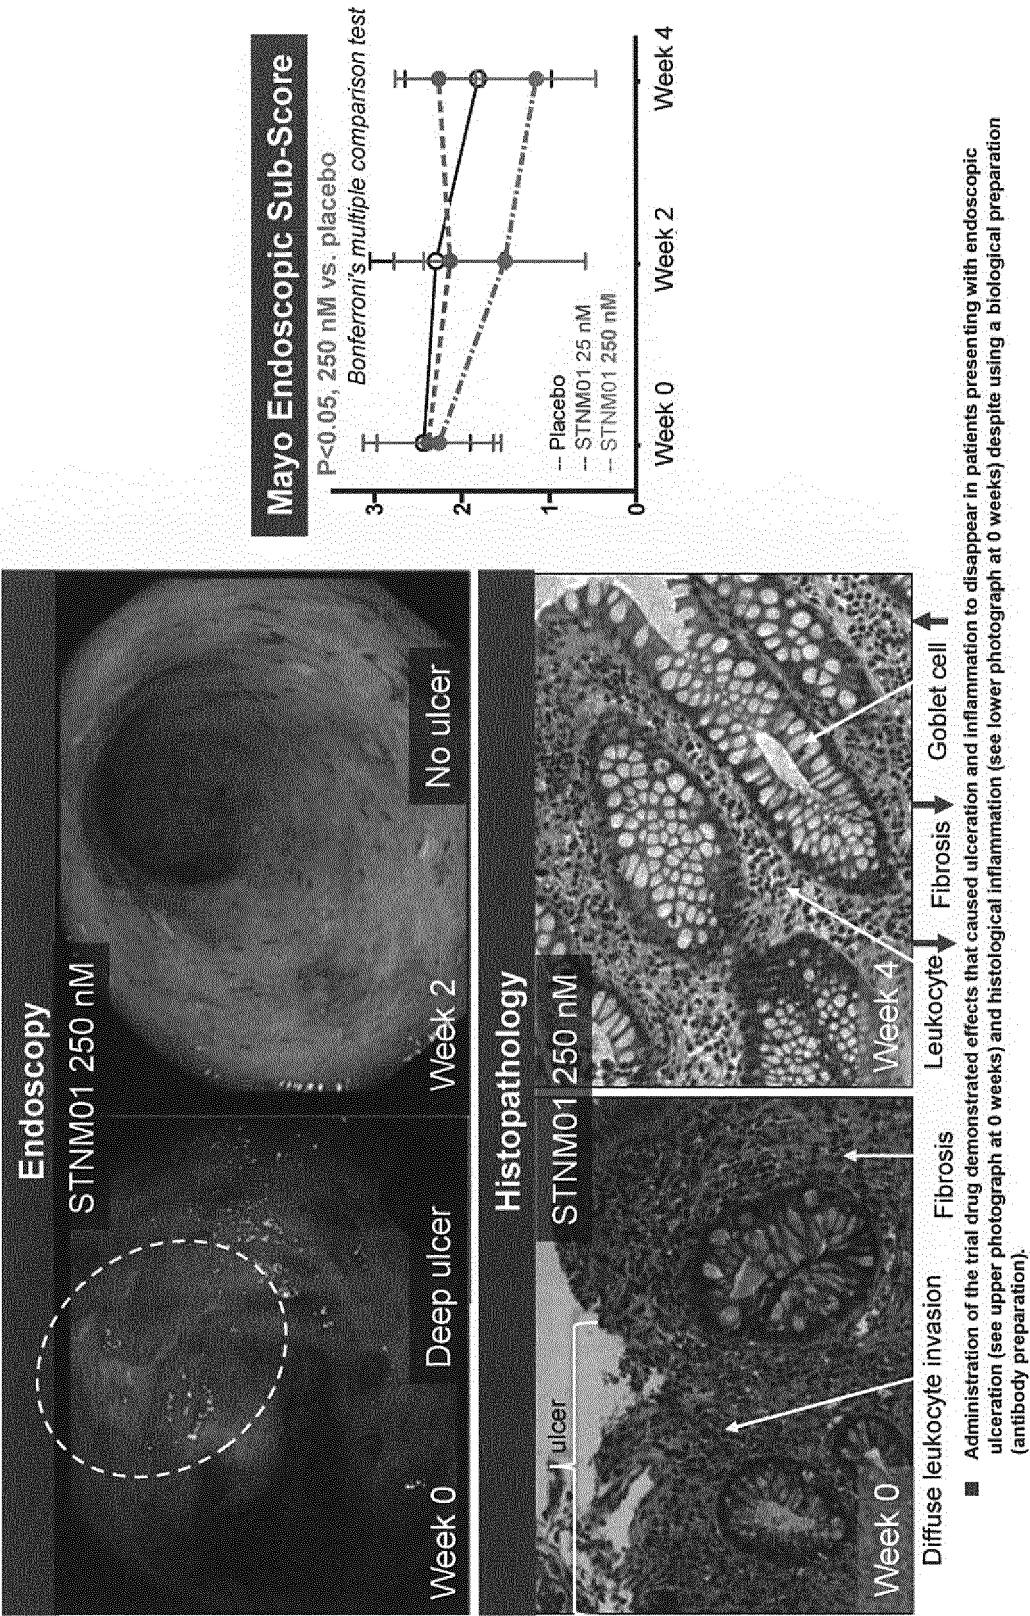 Endoscopy
STNM01 250 nM
Week 0
Deep ulcer
Week 2
No ulcer
Histopathology
STNM01 250 nM
ulcer
Week 0
Week 4
Diffuse leukocyte invasion
Fibrosis
Leukocyte
Fibrosis
Goblet cell
Mayo Endoscopic Sub-Score
P<0.05, 250 nM vs. placebo
Bonferroni's multiple comparison test
3
2
1
0
-- Placebo
-- STNM01 25 nM
-- STNM01 250 nM
Week 0
Week 2
Week 4
■ Administration of the trial drug demonstrated effects that caused ulceration and inflammation to disappear in patients presenting with endoscopic
ulceration (see upper photograph at 0 weeks) and histological inflammation (see lower photograph at 0 weeks) despite using a biological preparation
(antibody preparation).